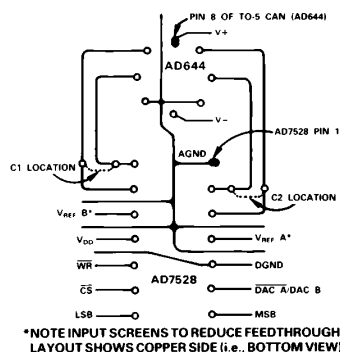 PIN 8 OF TO-5 CAN (AD644)
V+
AD644
V−
AD7528 PIN 1
AGND
C1 LOCATION
C2 LOCATION
VREF B*
VDD
VREF A*
WR
DGND
AD7528
CS
DAC A/DAC B
LSB
MSB
*NOTE INPUT SCREENS TO REDUCE FEEDTHROUGH.
LAYOUT SHOWS COPPER SIDE (i.e., BOTTOM VIEW).